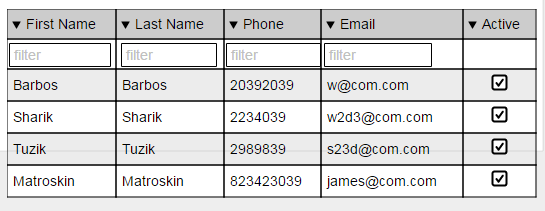 First Name Last Name Phone Email Active
filter filter filter filter
Barbos Barbos 20392039 w@com.com
Sharik Sharik 2234039 w2d3@com.com
Tuzik Tuzik 2989839 s23d@com.com
Matroskin Matroskin 823423039 james@com.com